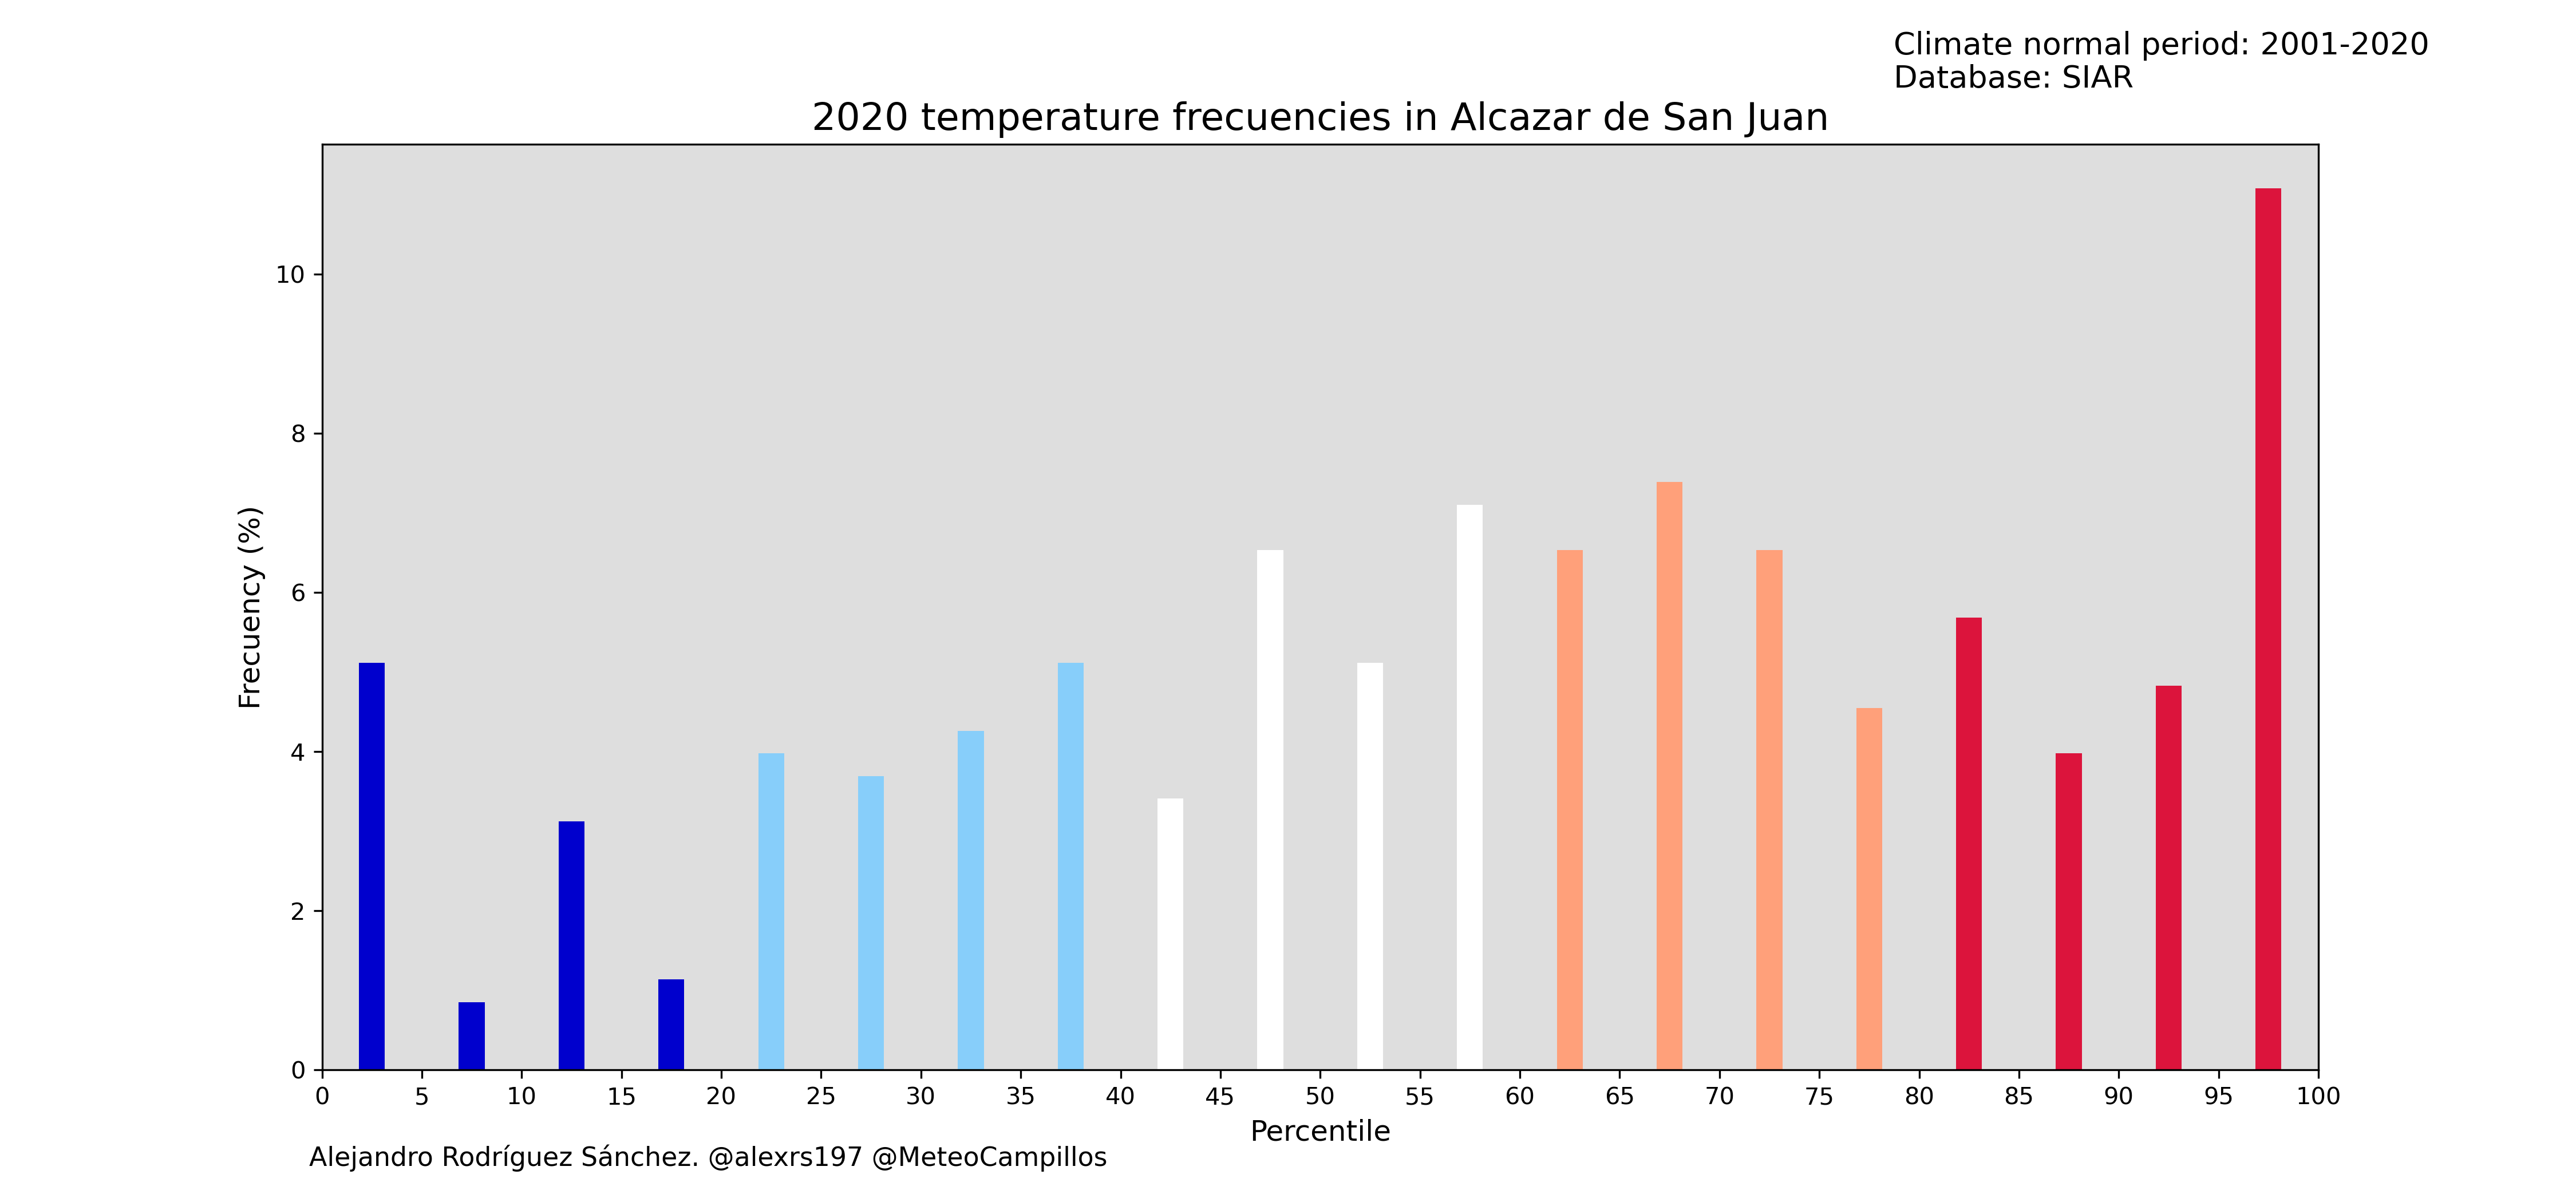 Climate normal period: 2001-2020
Database: SIAR
2020 temperature frecuencies in Alcazar de San Juan
10
8
6
4
2
0
Frecuency (%)
0 5 10 15 20 25 30 35 40 45 50 55 60 65 70 75 80 85 90 95 100
Percentile
Alejandro Rodríguez Sánchez. @alexrs197 @MeteoCampillos